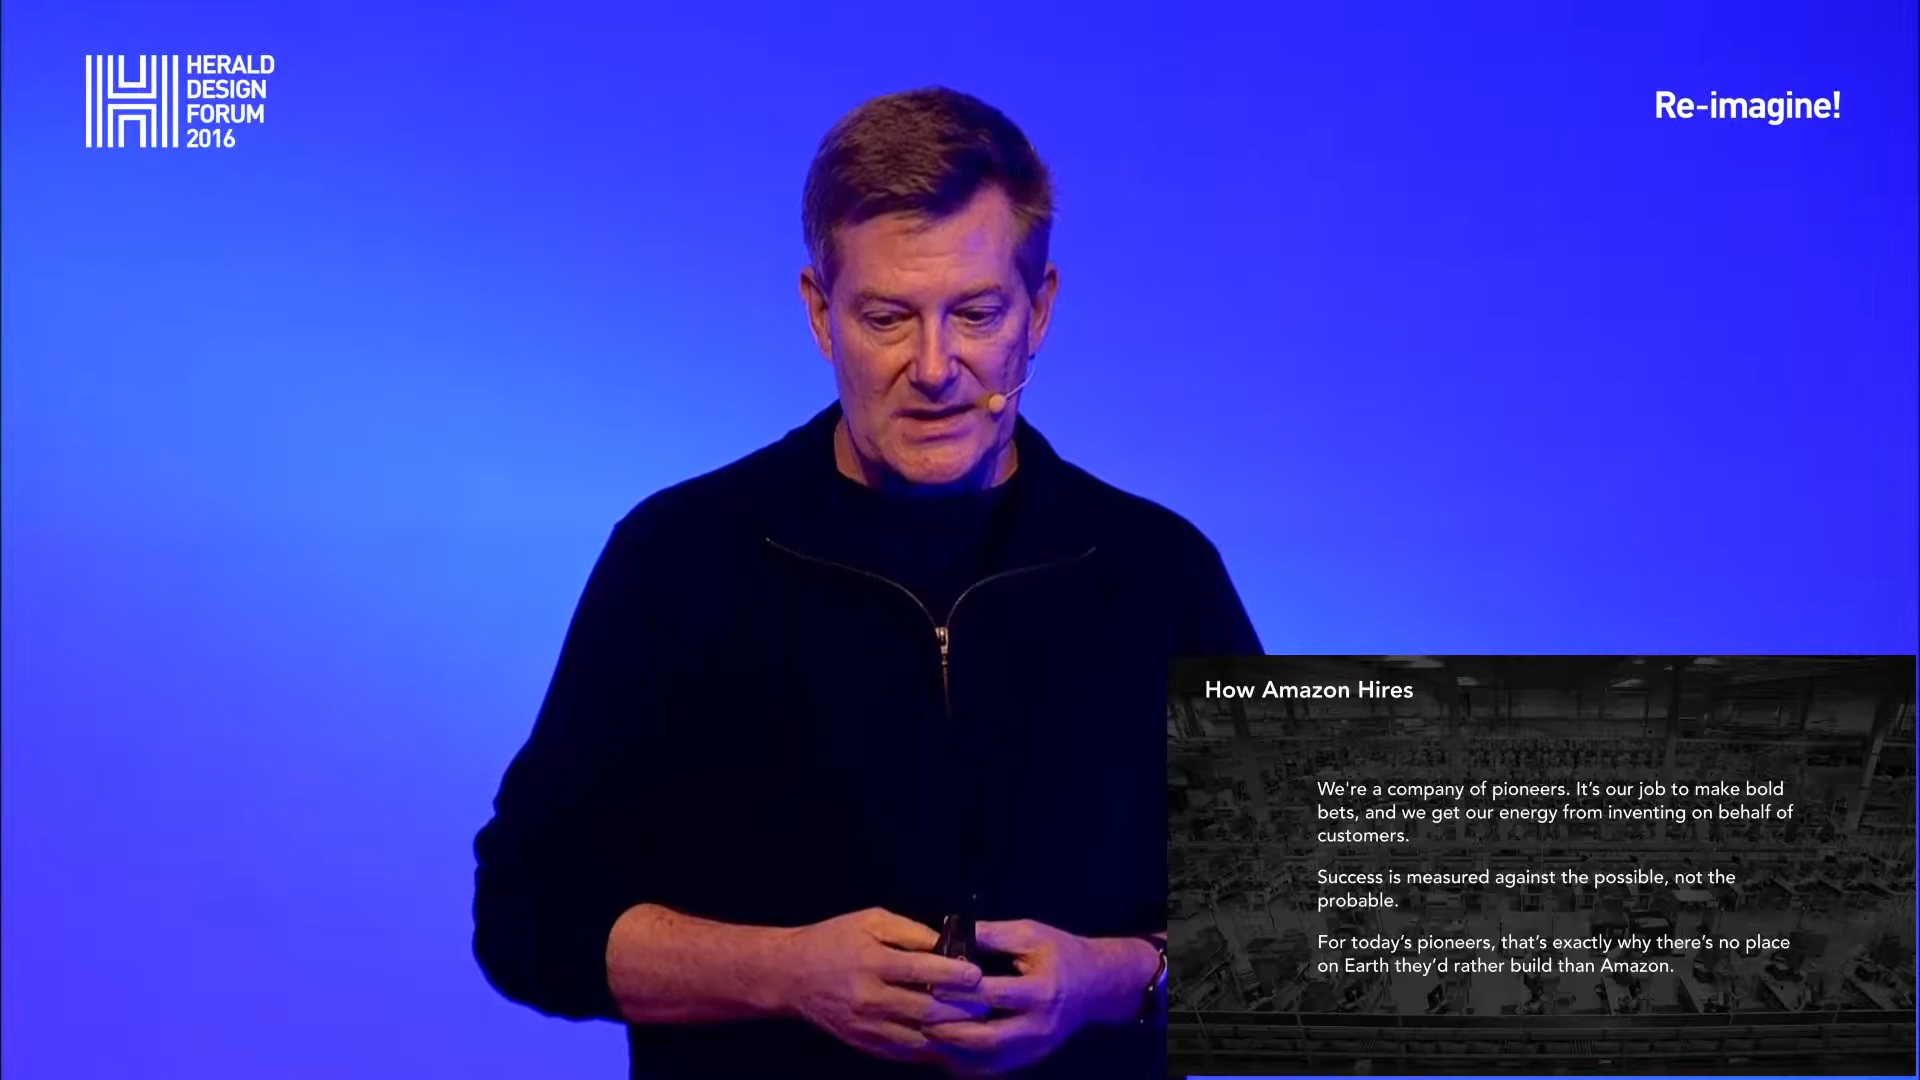 HERALD
DESIGN
FORUM
2016
Re-imagine!
How Amazon Hires
We're a company of pioneers. It’s our job to make bold
bets, and we get our energy from inventing on behalf of
customers.
Success is measured against the possible, not the
probable.
For today’s pioneers, that’s exactly why there’s no place
on Earth they’d rather build than Amazon.